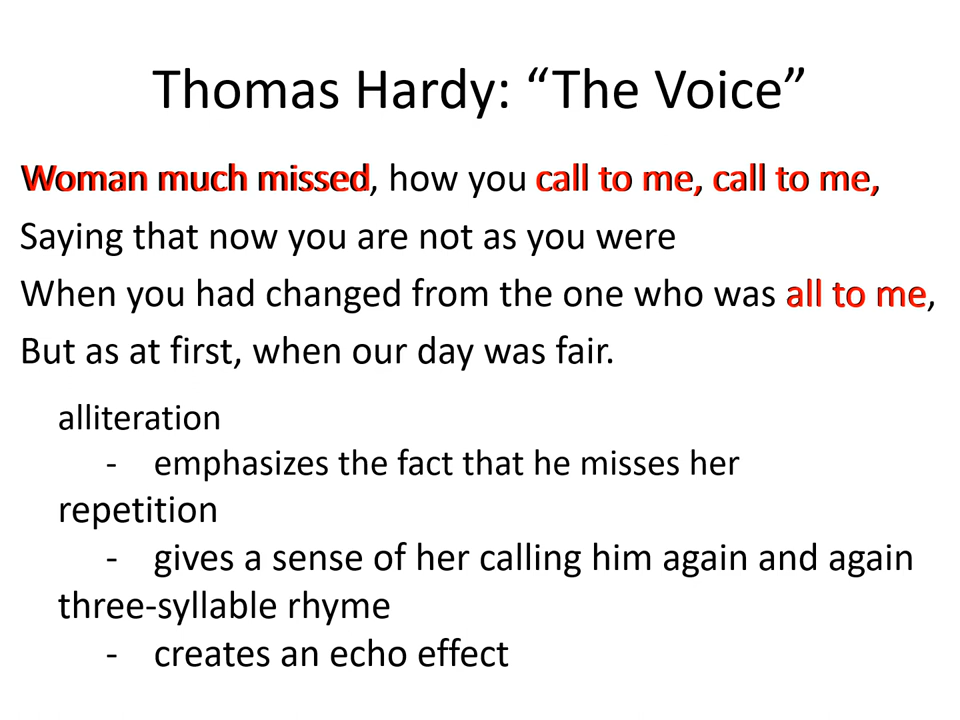 Thomas Hardy: “The Voice”
Woman much missed, how you call to me, call to me,
Saying that now you are not as you were
When you had changed from the one who was all to me,
But as at first, when our day was fair.
alliteration
- emphasizes the fact that he misses her
repetition
- gives a sense of her calling him again and again
three-syllable rhyme
- creates an echo effect